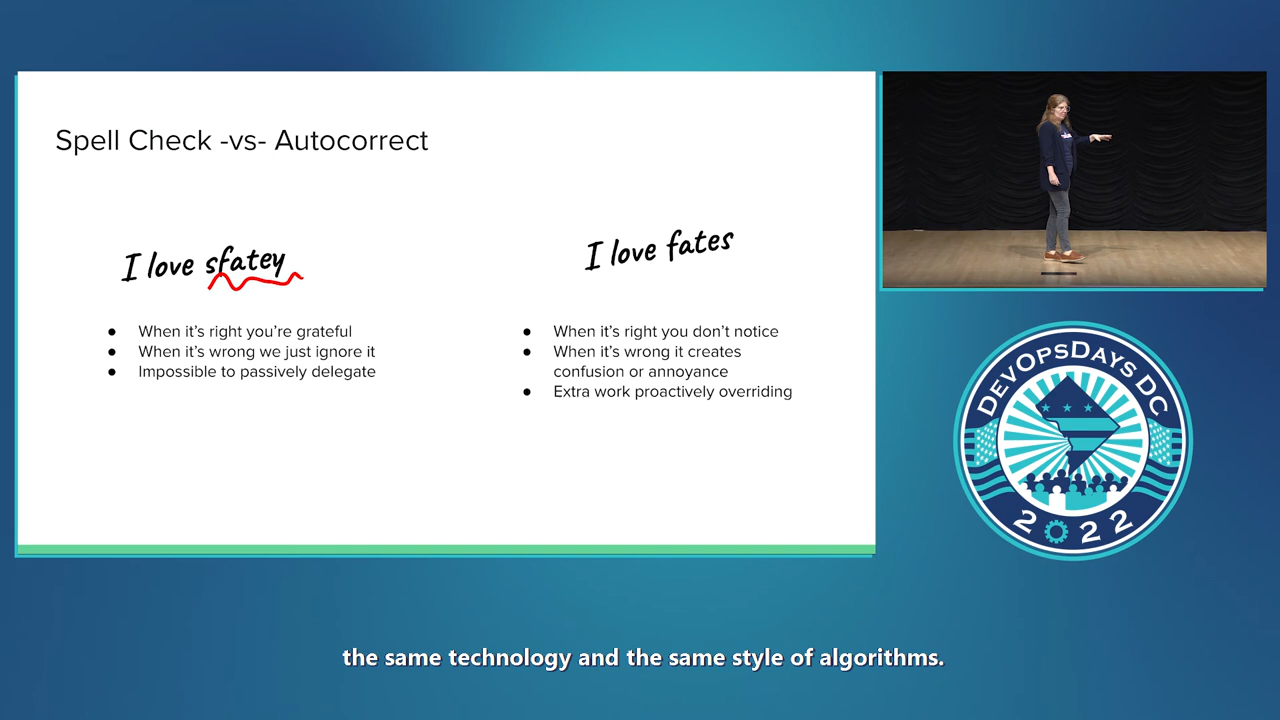 Spell Check -vs- Autocorrect
I love sfatey
● When it's right you're grateful
● When it's wrong we just ignore it
● Impossible to passively delegate
I love fates
● When it's right you don't notice
● When it's wrong it creates
confusion or annoyance
● Extra work proactively overriding
DEVOPSDAYS DC
2022
the same technology and the same style of algorithms.